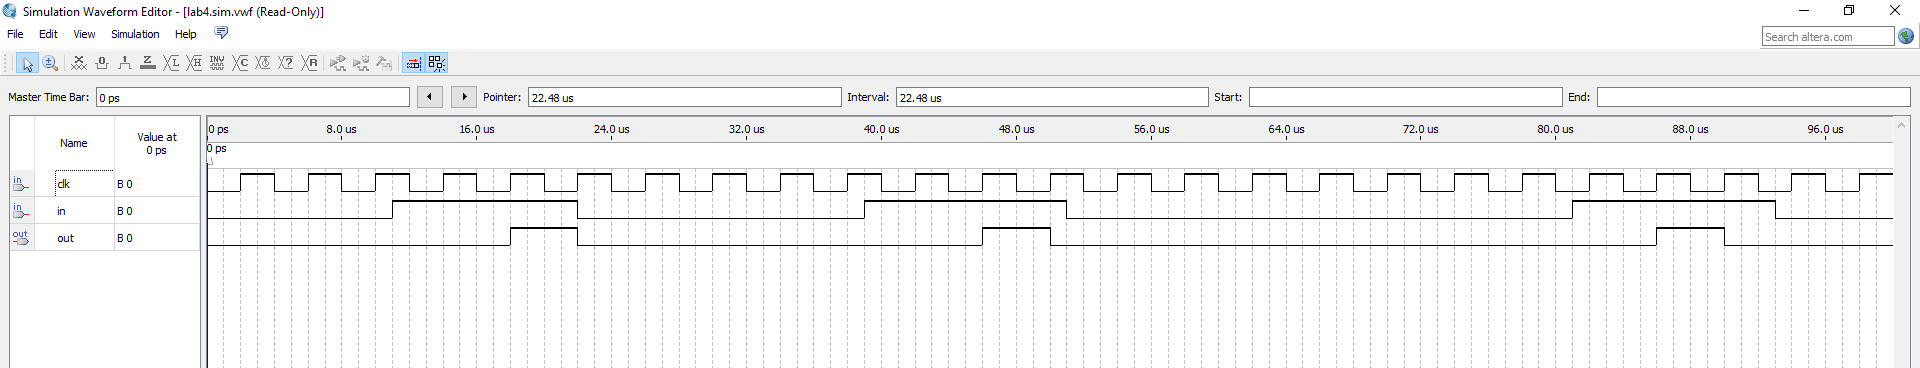 Simulation Waveform Editor - [lab4.sim.vwf (Read-Only)]
File Edit View Simulation Help
Search altera.com
Master Time Bar: 0 ps Pointer: 22.48 us Interval: 22.48 us Start: End:
Name Value at 0 ps
0 ps 8.0 us 16.0 us 24.0 us 32.0 us 40.0 us 48.0 us 56.0 us 64.0 us 72.0 us 80.0 us 88.0 us 96.0 us
0 ps
in clk B 0
in in B 0
out out B 0